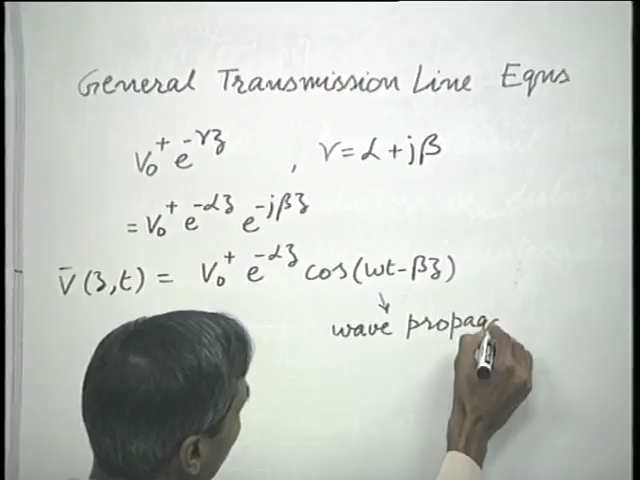 General Transmission Line Eqns
V₀⁺ e^{-γz} , γ = α + jβ
= V₀⁺ e^{-αz} e^{-jβz}
V̄(z,t) = V₀⁺ e^{-αz} cos(ωt - βz)
↓
wave propag